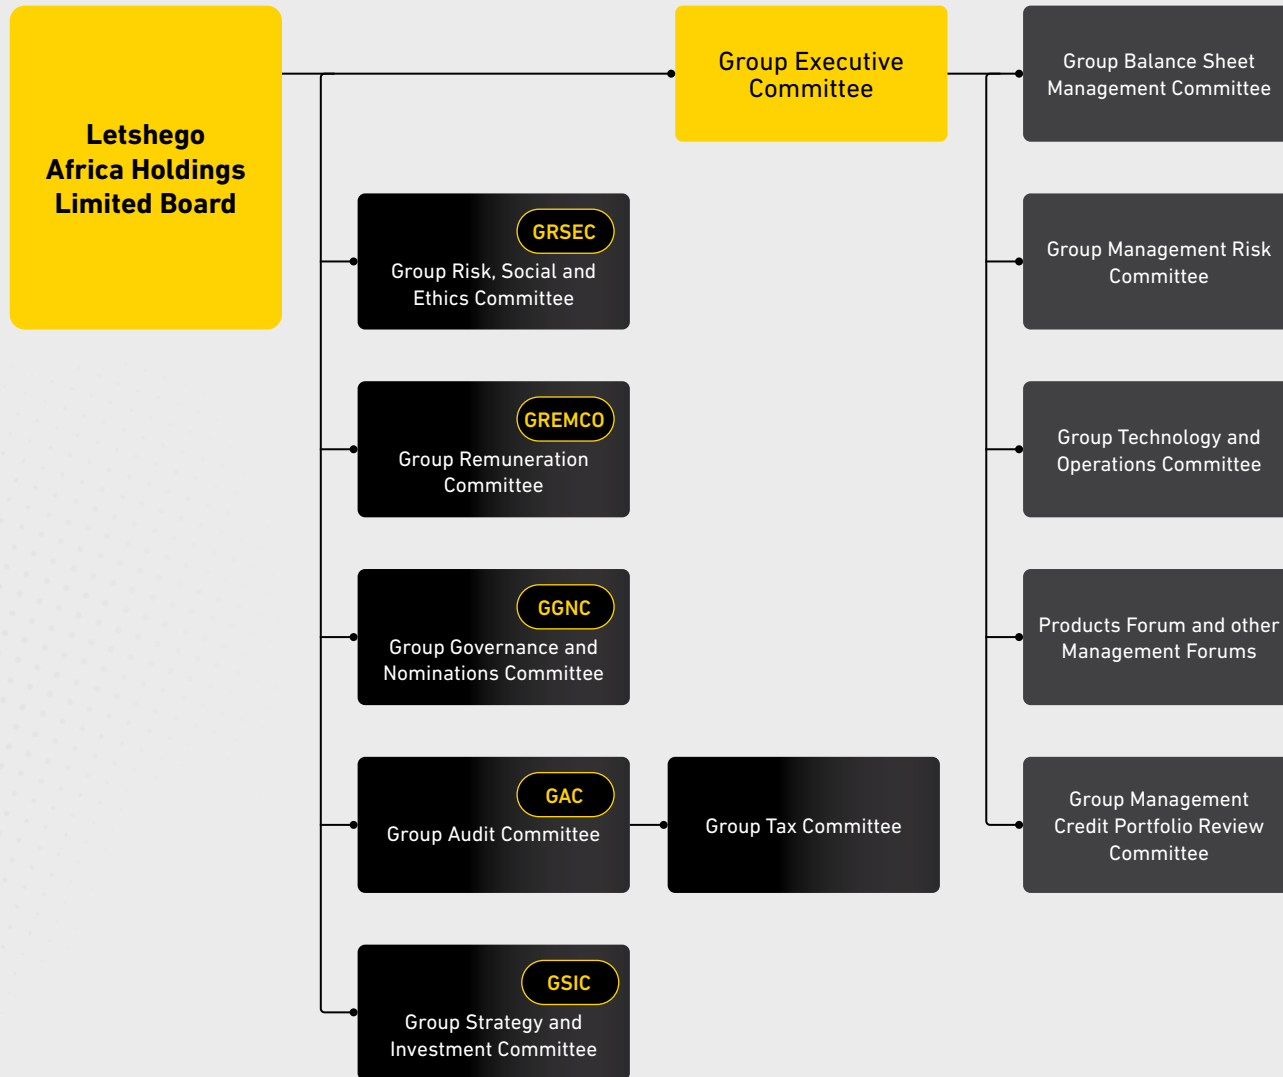 Letshego
Africa Holdings
Limited Board
Group Executive
Committee
Group Balance Sheet
Management Committee
GRSEC
Group Risk, Social and
Ethics Committee
Group Management Risk
Committee
GREMCO
Group Remuneration
Committee
Group Technology and
Operations Committee
GGNC
Group Governance and
Nominations Committee
Products Forum and other
Management Forums
GAC
Group Audit Committee
Group Tax Committee
Group Management
Credit Portfolio Review
Committee
GSIC
Group Strategy and
Investment Committee